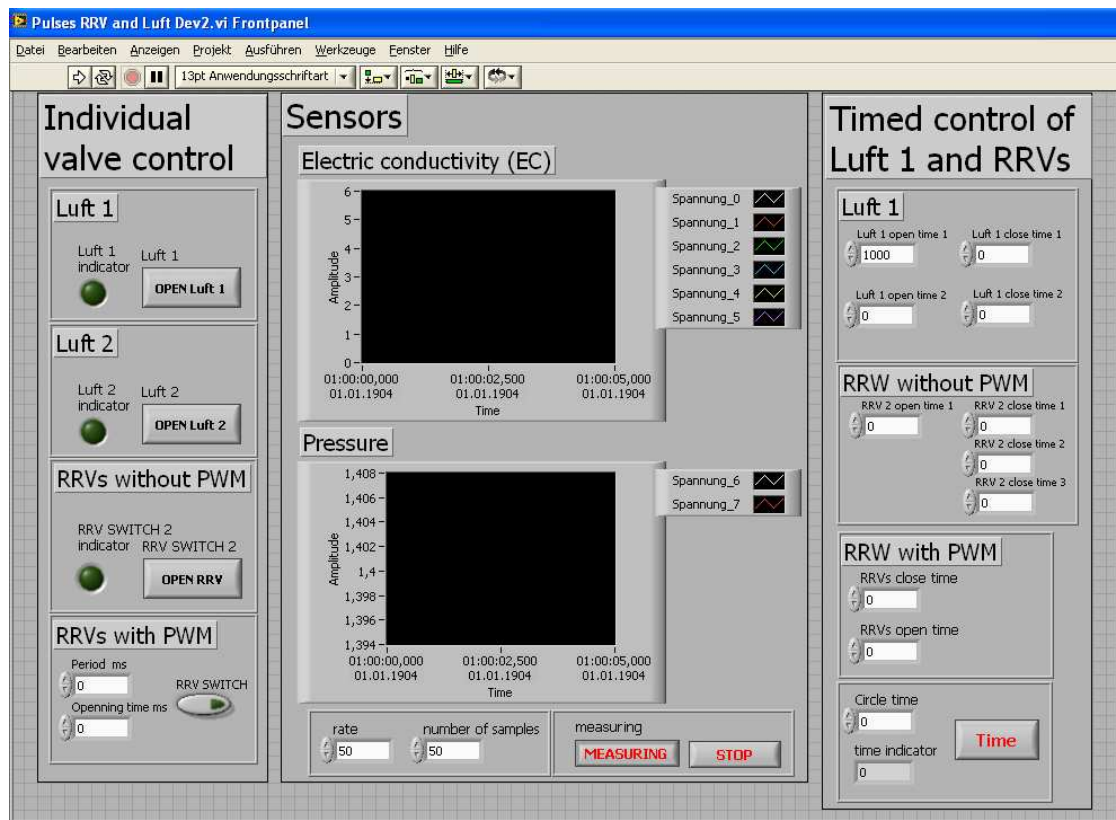 Pulses RRV and Luft Dev2.vi Frontpanel
Datei Bearbeiten Anzeigen Projekt Ausführen Werkzeuge Fenster Hilfe
13pt Anwendungsschriftart
Individual
valve control
Luft 1
Luft 1
indicator
Luft 1
OPEN Luft 1
Luft 2
Luft 2
indicator
Luft 2
OPEN Luft 2
RRVs without PWM
RRV SWITCH 2
indicator
RRV SWITCH 2
OPEN RRV
RRVs with PWM
Period ms
0
Openning time ms
0
RRV SWITCH
Sensors
Electric conductivity (EC)
Amplitude
6
5
4
3
2
1
0
01:00:00,000 01:00:02,500 01:00:05,000
01.01.1904 01.01.1904 01.01.1904
Time
Spannung_0
Spannung_1
Spannung_2
Spannung_3
Spannung_4
Spannung_5
Pressure
Amplitude
1,408
1,406
1,404
1,402
1,4
1,398
1,396
1,394
01:00:00,000 01:00:02,500 01:00:05,000
01.01.1904 01.01.1904 01.01.1904
Time
Spannung_6
Spannung_7
rate
50
number of samples
50
measuring
MEASURING
STOP
Timed control of
Luft 1 and RRVs
Luft 1
Luft 1 open time 1 Luft 1 close time 1
1000 0
Luft 1 open time 2 Luft 1 close time 2
0 0
RRW without PWM
RRV 2 open time 1 RRV 2 close time 1
0 0
RRV 2 close time 2
0
RRV 2 close time 3
0
RRW with PWM
RRVs close time
0
RRVs open time
0
Circle time
0
time indicator
0
Time